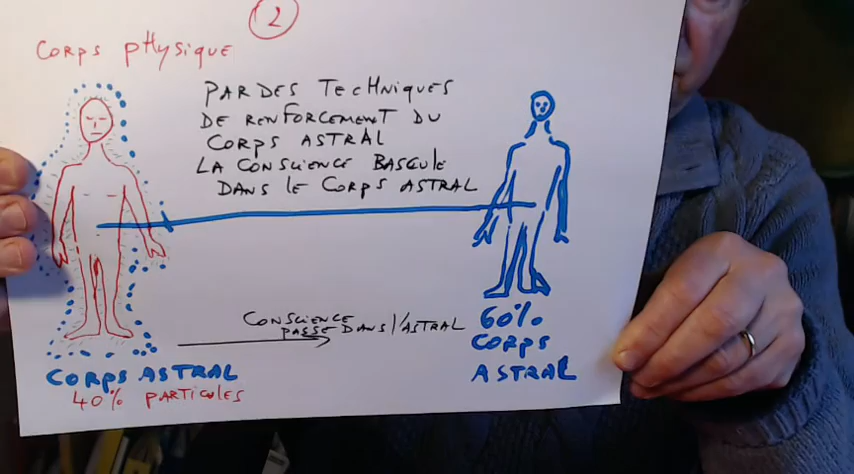 2
CORPS PHYSIQUE
PAR DES TECHNIQUES
DE RENFORCEMENT DU
CORPS ASTRAL
LA CONSCIENCE BASCULE
DANS LE CORPS ASTRAL
CONSCIENCE
PASSE DANS l'ASTRAL
CORPS ASTRAL
40% PARTICULES
60%
CORPS
ASTRAL